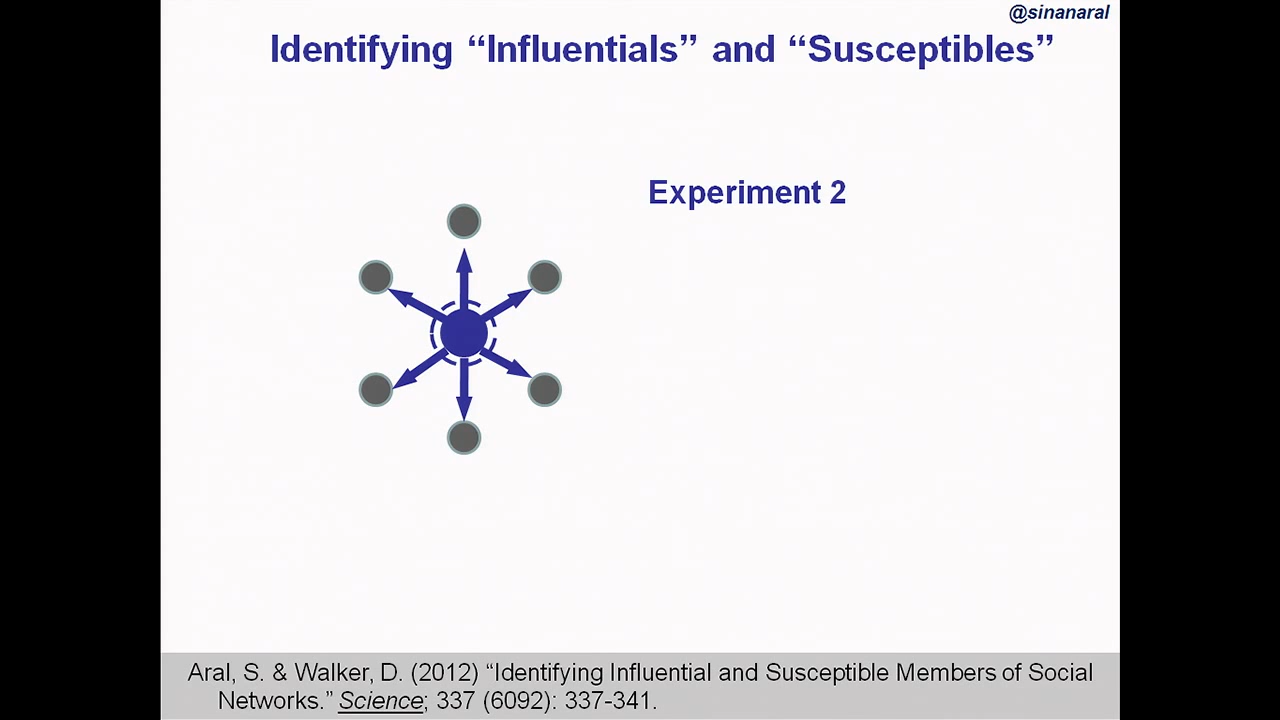 @sinanaral
Identifying “Influentials” and “Susceptibles”
Experiment 2
Aral, S. & Walker, D. (2012) “Identifying Influential and Susceptible Members of Social
Networks.” Science; 337 (6092): 337-341.